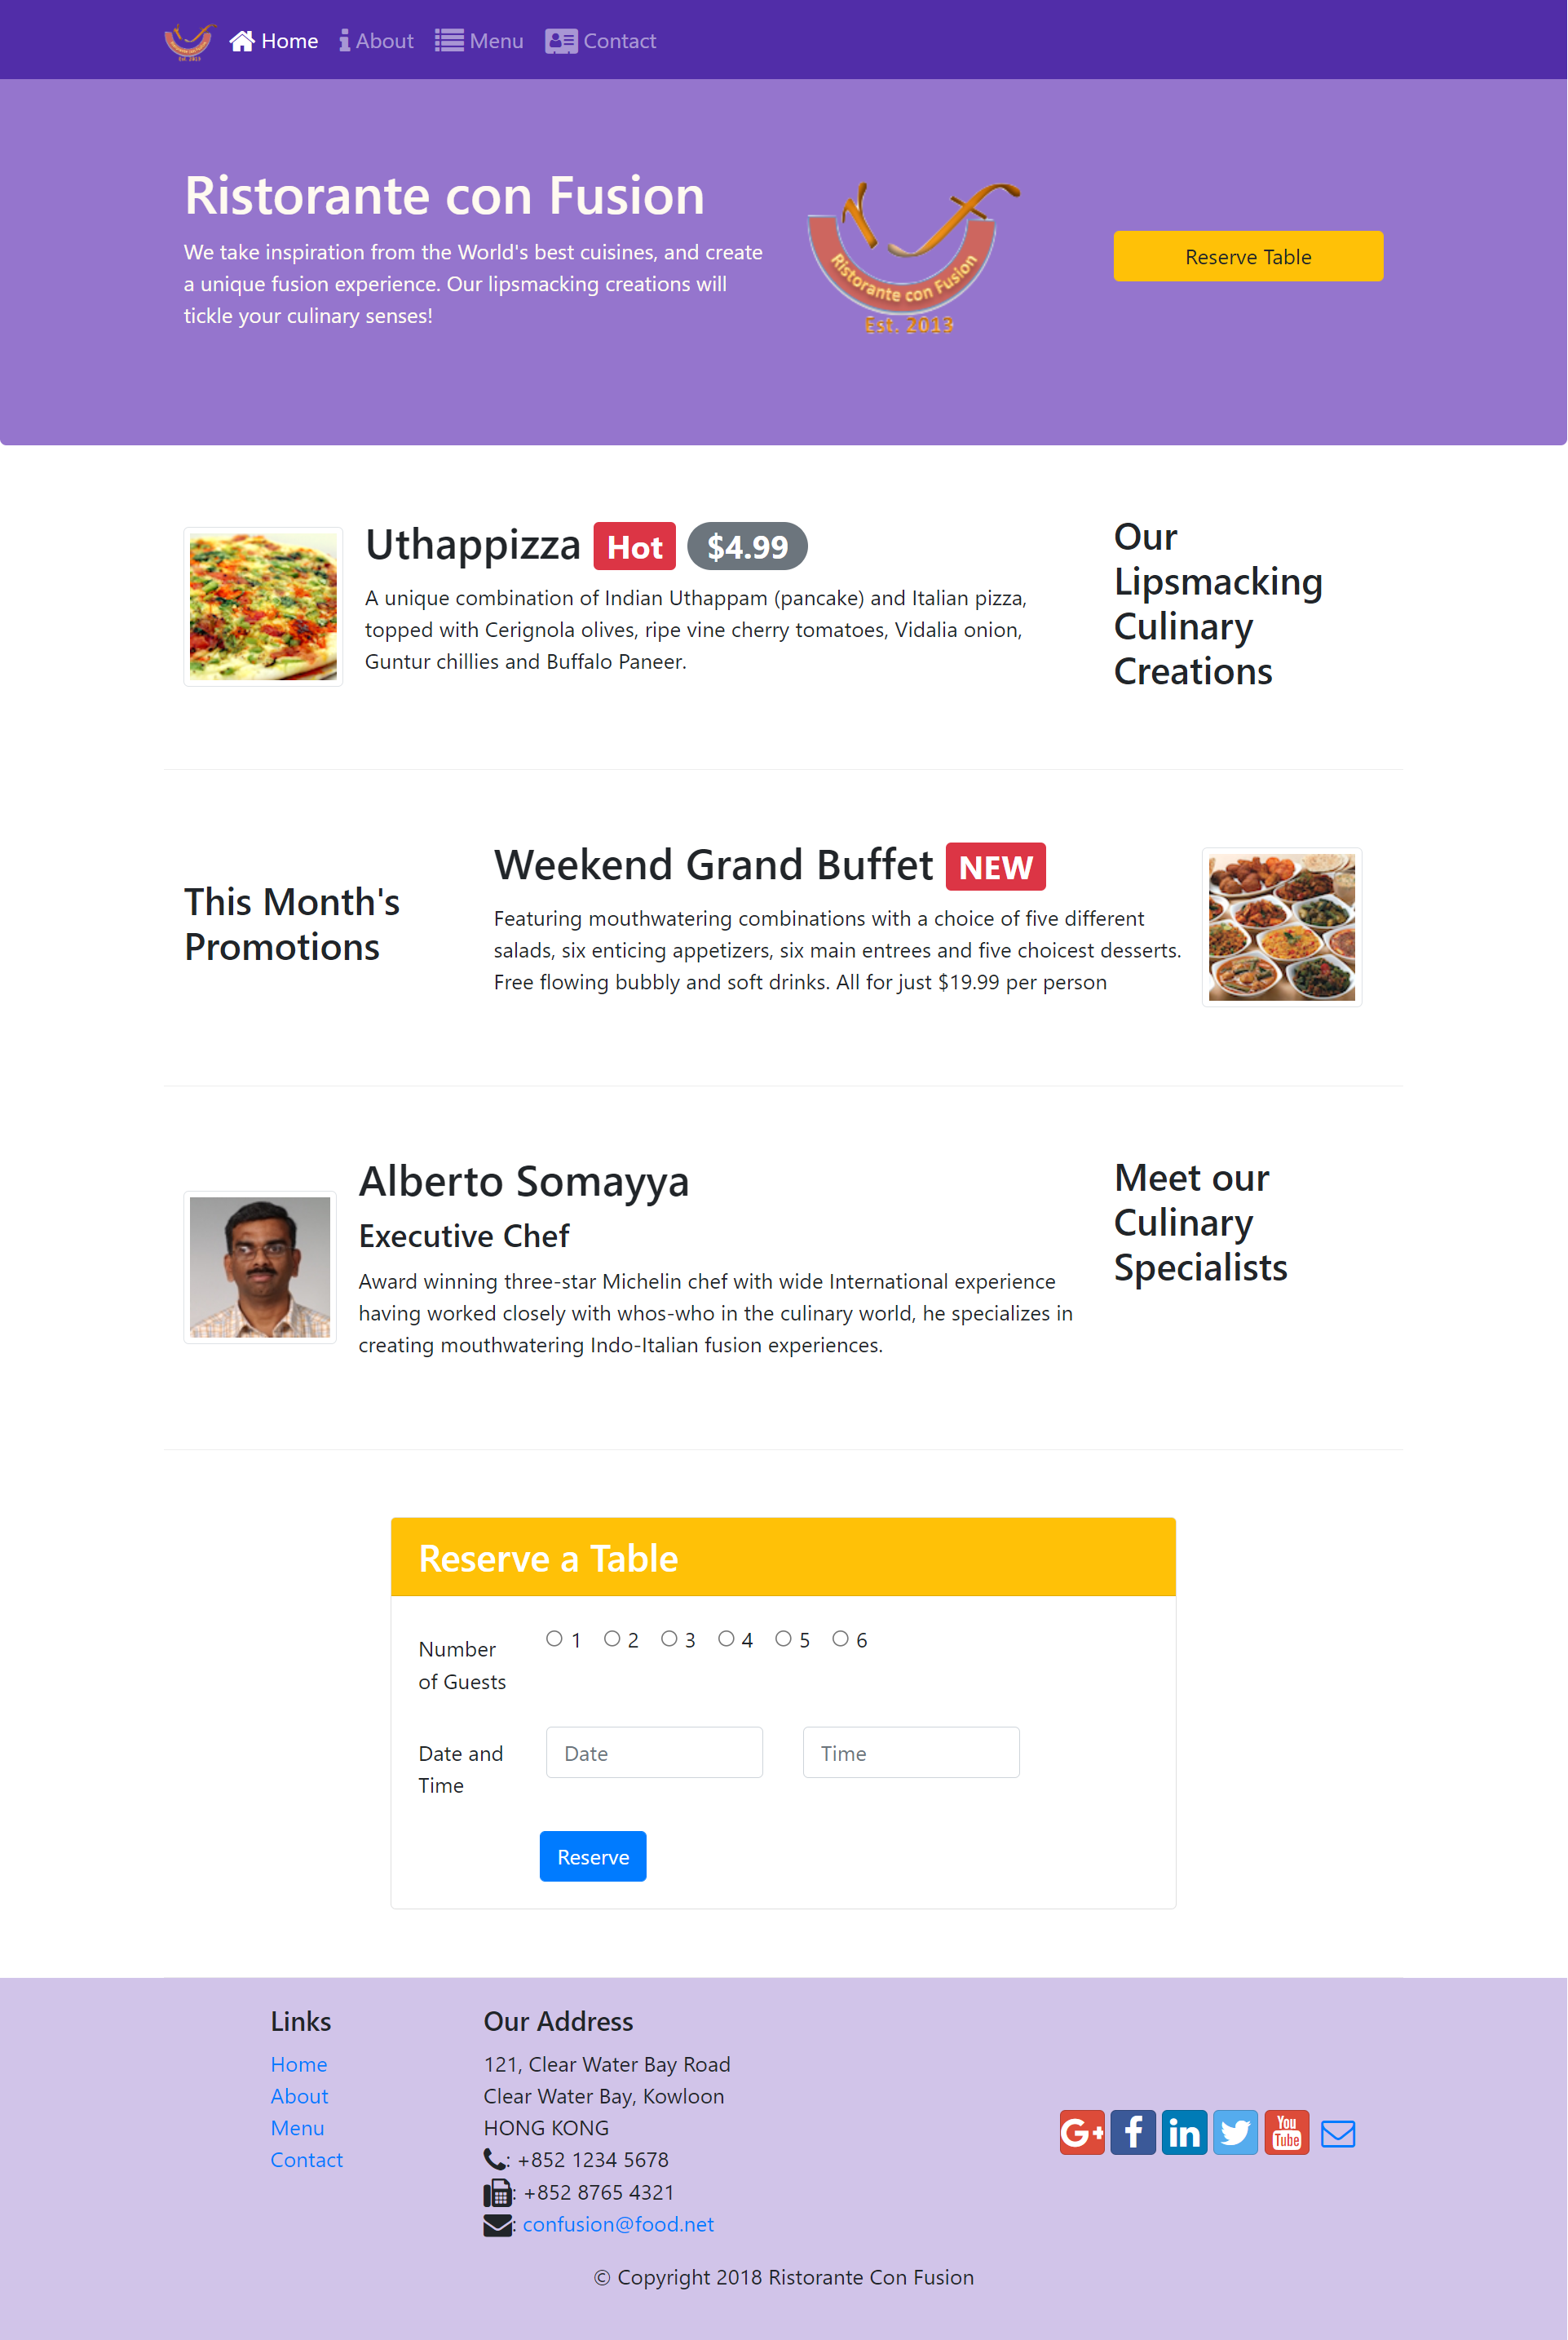 Home About Menu Contact
Ristorante con Fusion
We take inspiration from the World's best cuisines, and create
a unique fusion experience. Our lipsmacking creations will
tickle your culinary senses!
Ristorante con Fusion
Est. 2013
Reserve Table
Uthappizza Hot $4.99
A unique combination of Indian Uthappam (pancake) and Italian pizza,
topped with Cerignola olives, ripe vine cherry tomatoes, Vidalia onion,
Guntur chillies and Buffalo Paneer.
Our
Lipsmacking
Culinary
Creations
This Month's
Promotions
Weekend Grand Buffet NEW
Featuring mouthwatering combinations with a choice of five different
salads, six enticing appetizers, six main entrees and five choicest desserts.
Free flowing bubbly and soft drinks. All for just $19.99 per person
Alberto Somayya
Executive Chef
Award winning three-star Michelin chef with wide International experience
having worked closely with whos-who in the culinary world, he specializes in
creating mouthwatering Indo-Italian fusion experiences.
Meet our
Culinary
Specialists
Reserve a Table
Number
of Guests
1 2 3 4 5 6
Date and
Time
Date
Time
Reserve
Links
Home
About
Menu
Contact
Our Address
121, Clear Water Bay Road
Clear Water Bay, Kowloon
HONG KONG
: +852 1234 5678
: +852 8765 4321
: confusion@food.net
G+ f in You Tube
© Copyright 2018 Ristorante Con Fusion